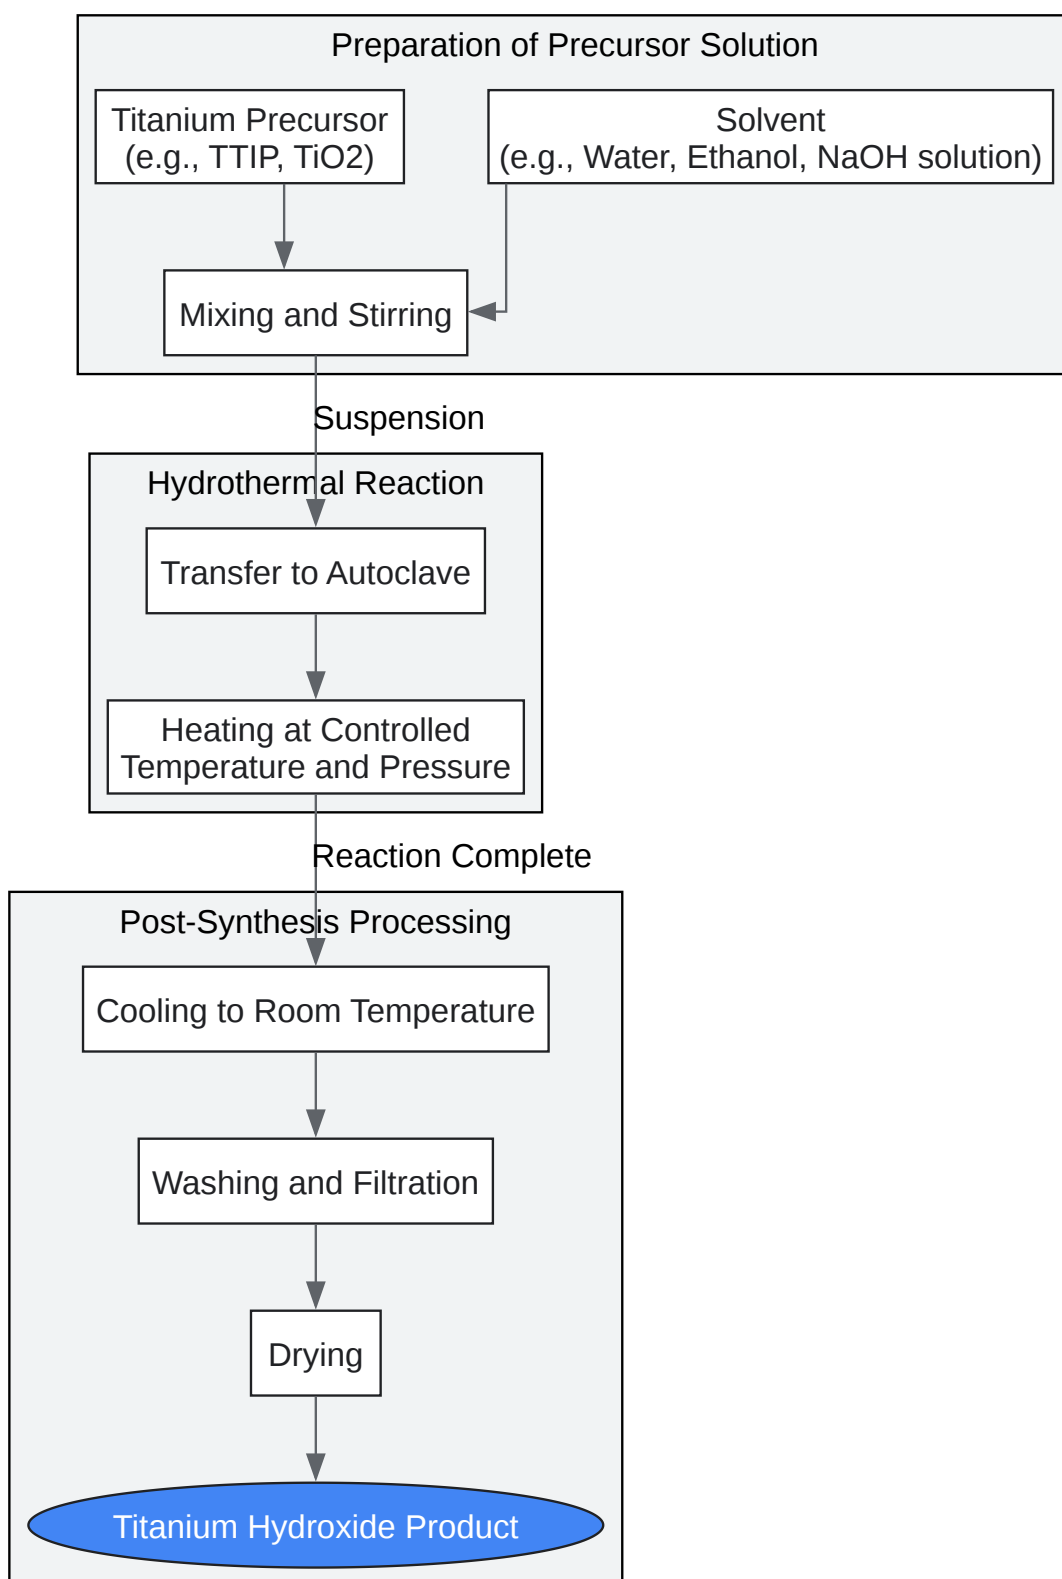 Preparation of Precursor Solution
Titanium Precursor
(e.g., TTIP, TiO2)
Solvent
(e.g., Water, Ethanol, NaOH solution)
Mixing and Stirring
Suspension
Hydrothermal Reaction
Transfer to Autoclave
Heating at Controlled
Temperature and Pressure
Reaction Complete
Post-Synthesis Processing
Cooling to Room Temperature
Washing and Filtration
Drying
Titanium Hydroxide Product